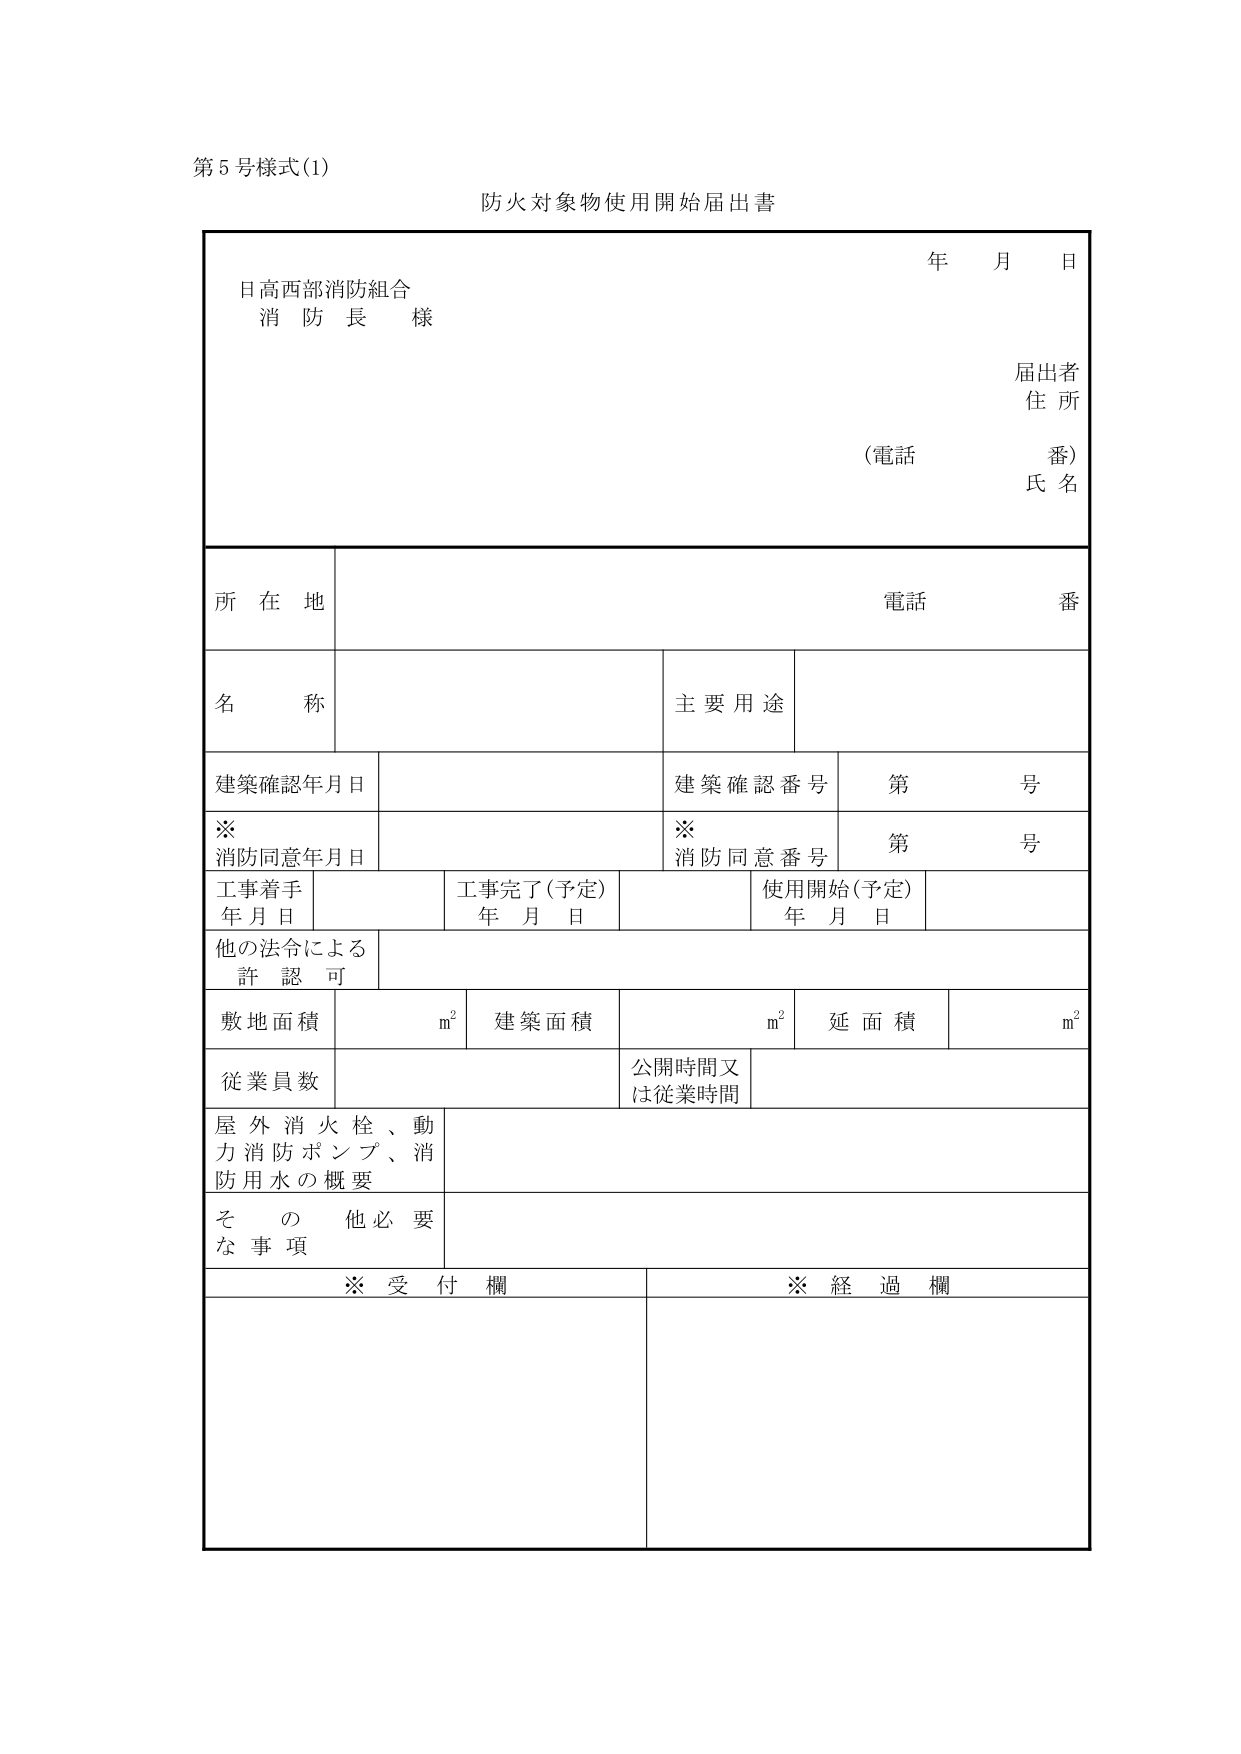 第5号様式(1)
防火対象物使用開始届出書
年　月　日
日高西部消防組合
消　防　長　様
届出者
住 所
（電話　　　　　番）
氏 名
所　在　地　　電話　　　　　番
名　　　称　　主要用途
建築確認年月日　　建築確認番号　　第　　　　　号
※　　※
消防同意年月日　　消防同意番号　　第　　　　　号
工事着手　　工事完了(予定)　　使用開始(予定)
年月日　　年　月　日　　年　月　日
他の法令による
許　認　可
敷地面積　　㎡　　建築面積　　㎡　　延面積　　㎡
従業員数　　公開時間又
は従業時間
屋外消火栓、動
力消防ポンプ、消
防用水の概要
そ　の　他必要
な事項
※　受　付　欄　　※　経　過　欄